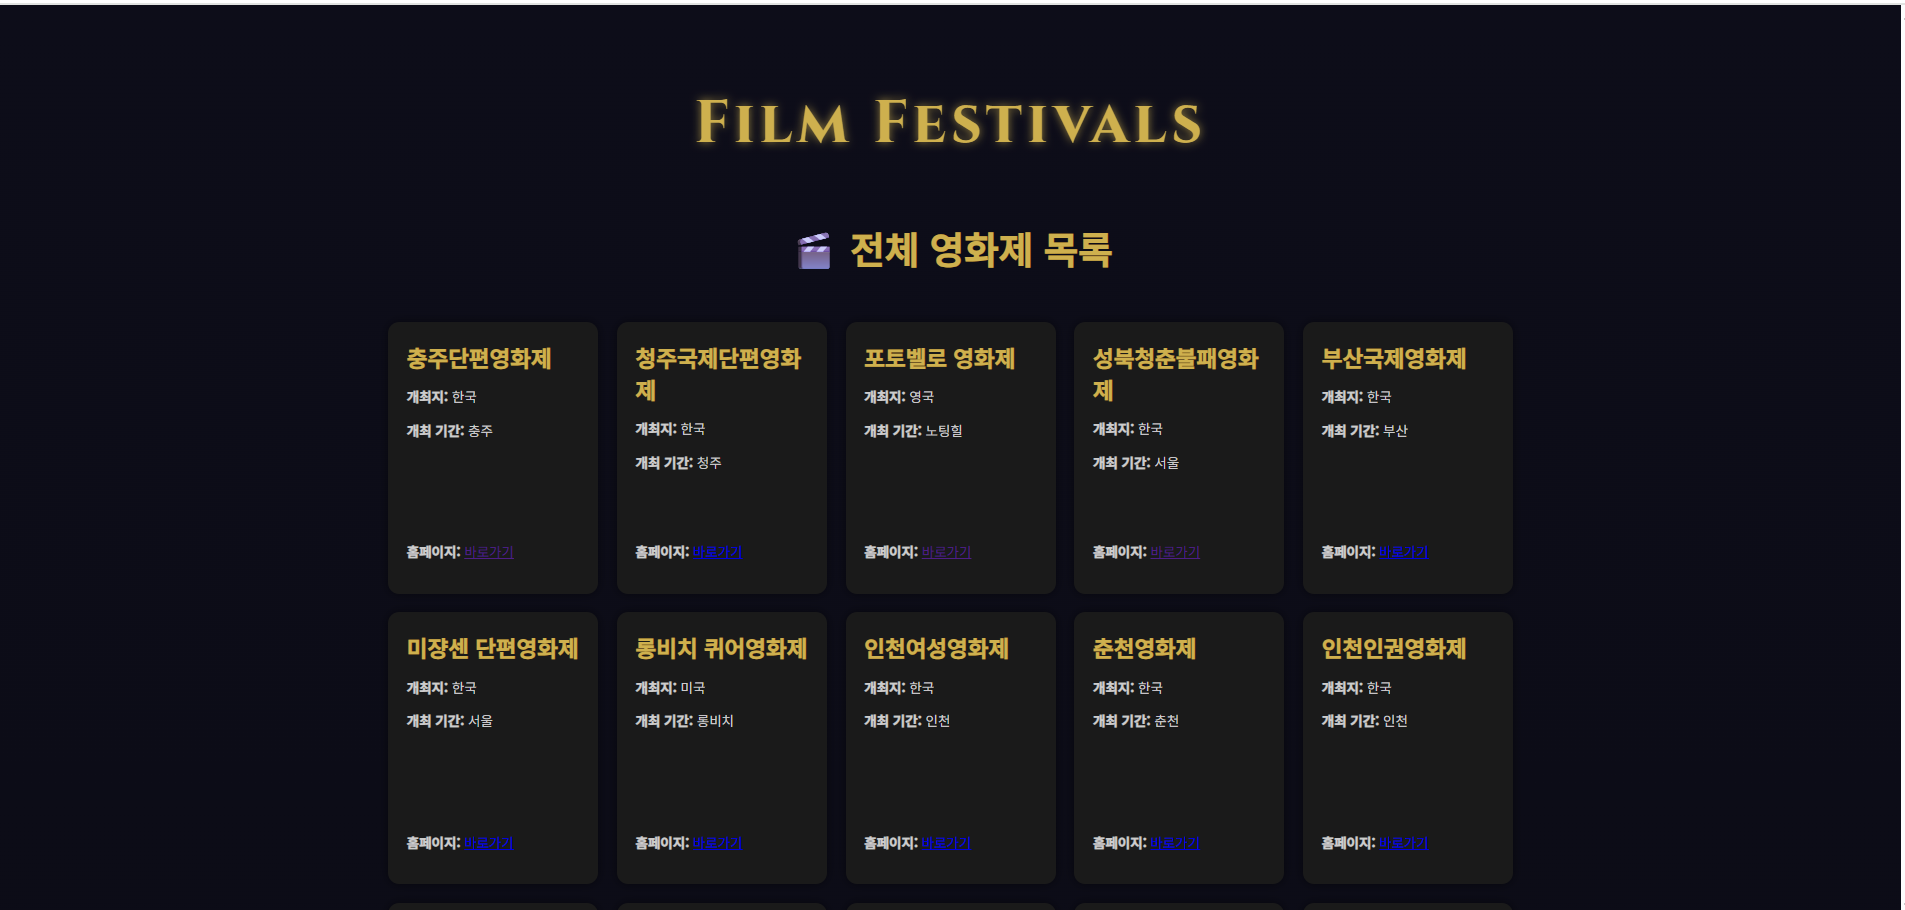 Film Festivals
전체 영화제 목록
충주단편영화제
개최지: 한국
개최 기간: 충주
홈페이지: 바로가기
청주국제단편영화
제
개최지: 한국
개최 기간: 청주
홈페이지: 바로가기
포토벨로 영화제
개최지: 영국
개최 기간: 노팅힐
홈페이지: 바로가기
성북청춘불패영화
제
개최지: 한국
개최 기간: 서울
홈페이지: 바로가기
부산국제영화제
개최지: 한국
개최 기간: 부산
홈페이지: 바로가기
미쟝센 단편영화제
개최지: 한국
개최 기간: 서울
홈페이지: 바로가기
롱비치 퀴어영화제
개최지: 미국
개최 기간: 롱비치
홈페이지: 바로가기
인천여성영화제
개최지: 한국
개최 기간: 인천
홈페이지: 바로가기
춘천영화제
개최지: 한국
개최 기간: 춘천
홈페이지: 바로가기
인천인권영화제
개최지: 한국
개최 기간: 인천
홈페이지: 바로가기